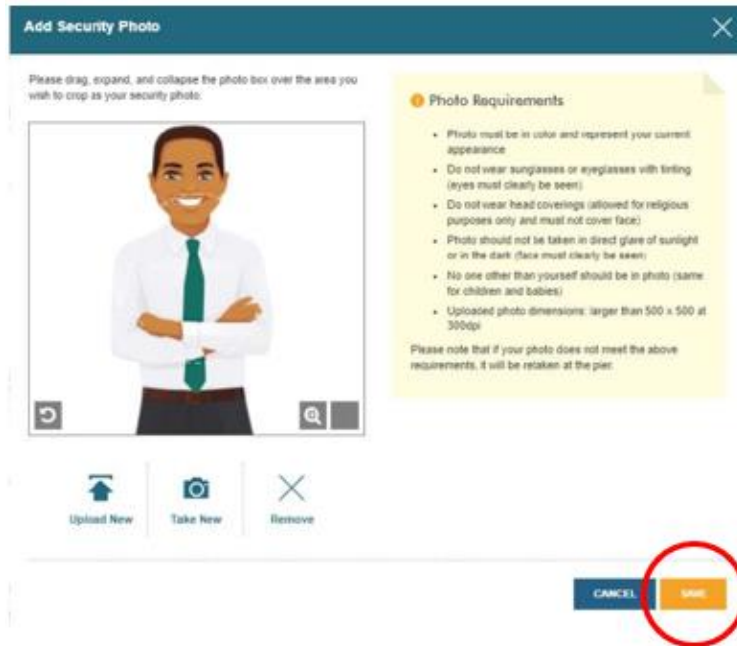 Add Security Photo
Please drag, expand, and collapse the photo box over the area you
wish to crop as your security photo.
Photo Requirements
• Photo must be in color and represent your current
appearance
• Do not wear sunglasses or eyeglasses with tinting
(eyes must clearly be seen)
• Do not wear head coverings (allowed for religious
purposes only and must not cover face)
• Photo should not be taken in direct glare of sunlight
or in the dark (face must clearly be seen)
• No one other than yourself should be in photo (same
for children and babies)
• Uploaded photo dimensions: larger than 500 x 500 at
300dpi
Please note that if your photo does not meet the above
requirements, it will be retaken at the pier.
Upload New
Take New
Remove
CANCEL
SAVE